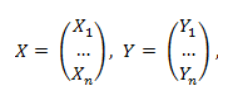 X = (X₁ ... Xₙ), Y = (Y₁ ... Yₙ),